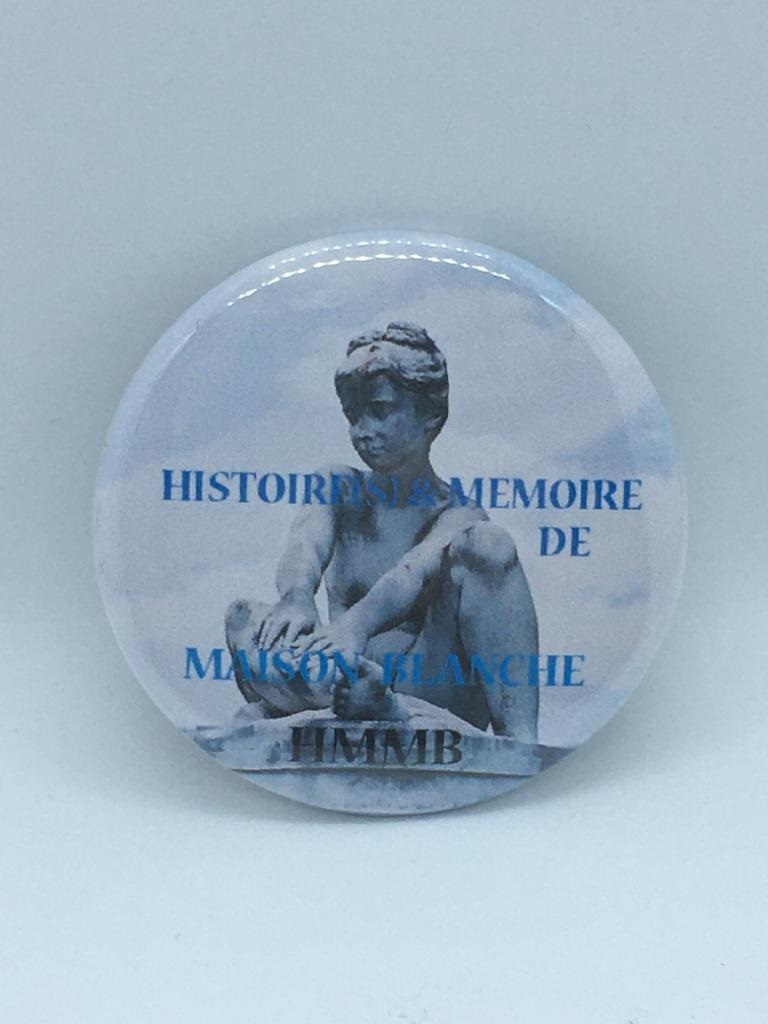 HISTOIRE(S) & MEMOIRE
DE
MAISON BLANCHE
HMMB